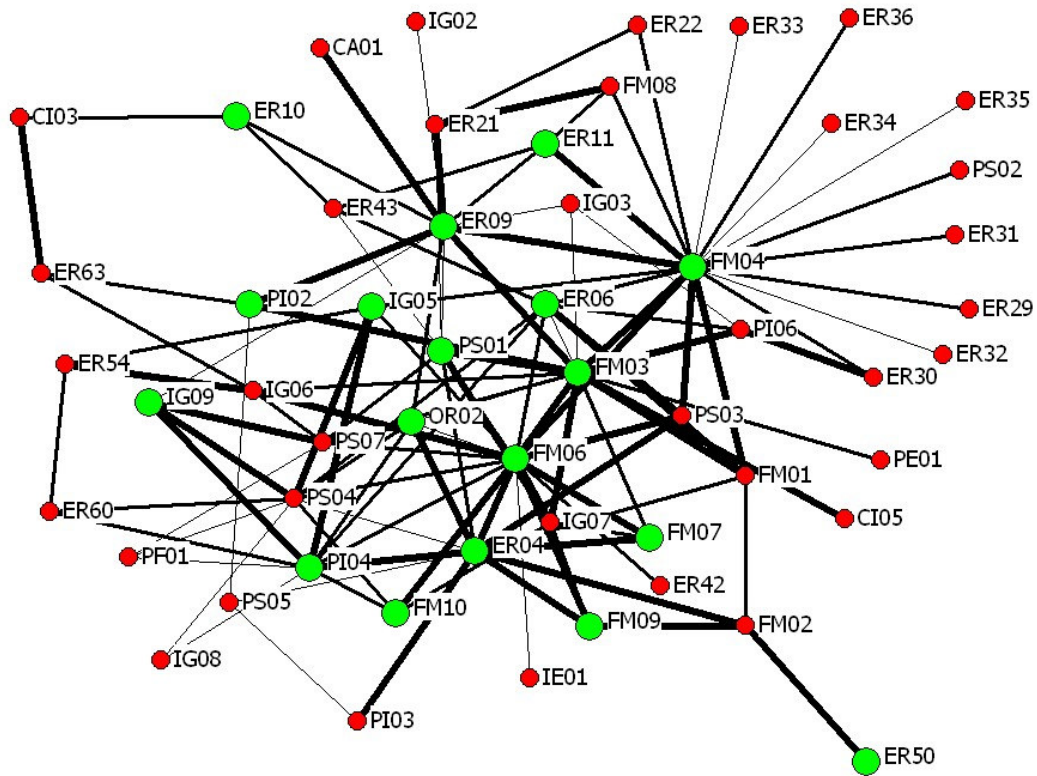 IG02
ER22
ER33
ER36
CA01
FM08
ER35
CI03
ER10
ER21
ER34
ER11
PS02
ER43
IG03
ER09
ER31
FM04
ER63
PI02
IG05
ER06
ER29
PI06
PS01
ER32
ER54
FM03
ER30
IG09
IG06
OR02
PS03
PS07
FM06
PE01
FM01
PS04
ER60
IG07
CI05
FM07
ER04
PF01
PI04
ER42
PS05
FM10
FM09
FM02
IG08
IE01
PI03
ER50